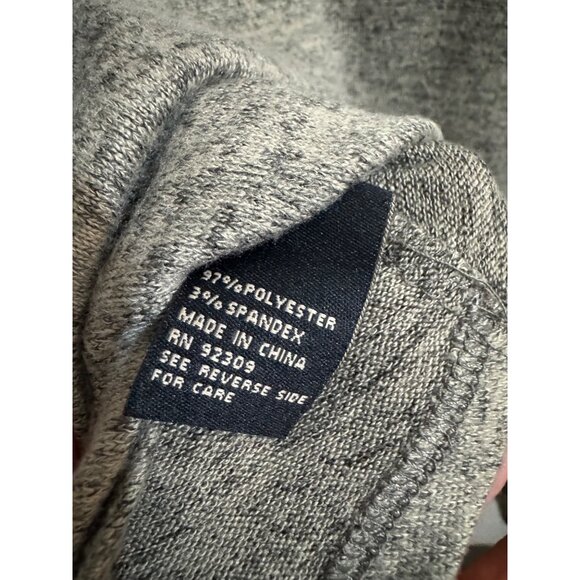 97% POLYESTER
3% SPANDEX
MADE IN CHINA
RN 92309
SEE REVERSE SIDE
FOR CARE